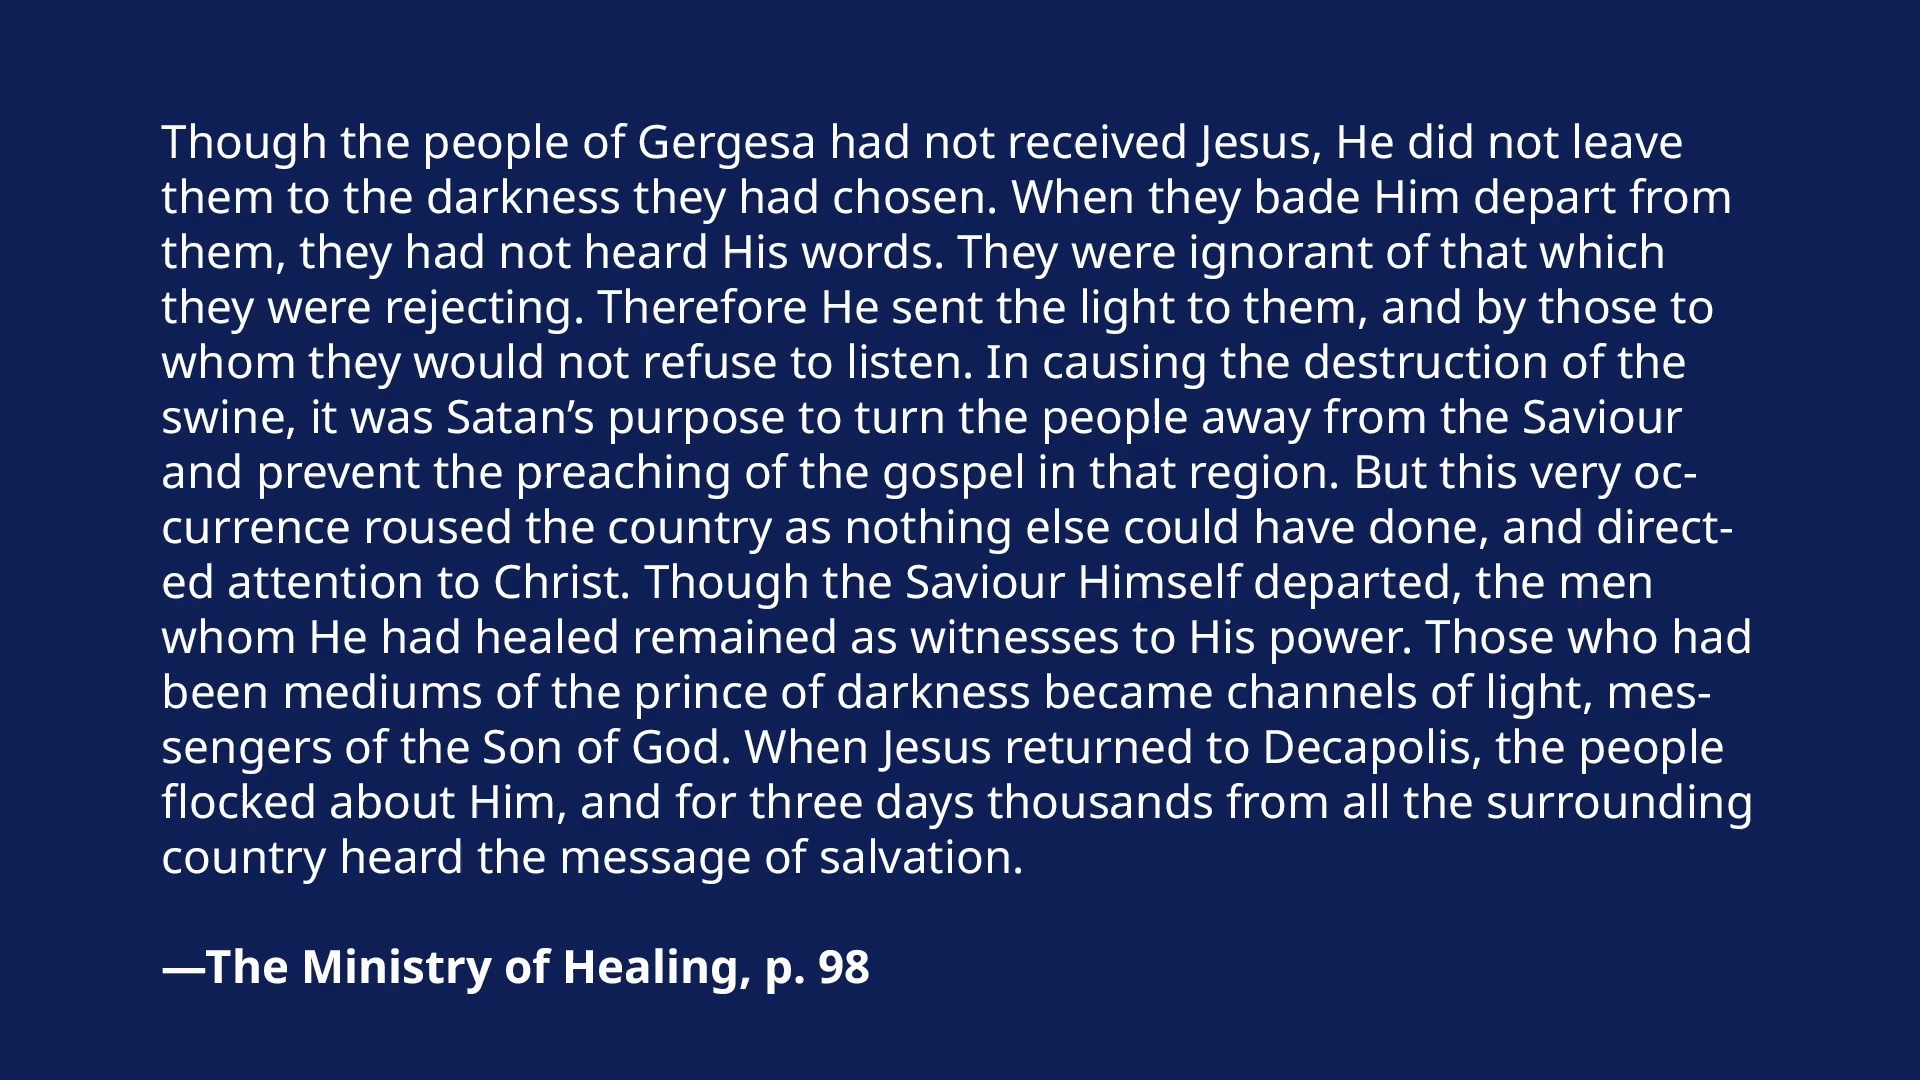 Though the people of Gergesa had not received Jesus, He did not leave
them to the darkness they had chosen. When they bade Him depart from
them, they had not heard His words. They were ignorant of that which
they were rejecting. Therefore He sent the light to them, and by those to
whom they would not refuse to listen. In causing the destruction of the
swine, it was Satan’s purpose to turn the people away from the Saviour
and prevent the preaching of the gospel in that region. But this very oc-
currence roused the country as nothing else could have done, and direct-
ed attention to Christ. Though the Saviour Himself departed, the men
whom He had healed remained as witnesses to His power. Those who had
been mediums of the prince of darkness became channels of light, mes-
sengers of the Son of God. When Jesus returned to Decapolis, the people
flocked about Him, and for three days thousands from all the surrounding
country heard the message of salvation.
—The Ministry of Healing, p. 98